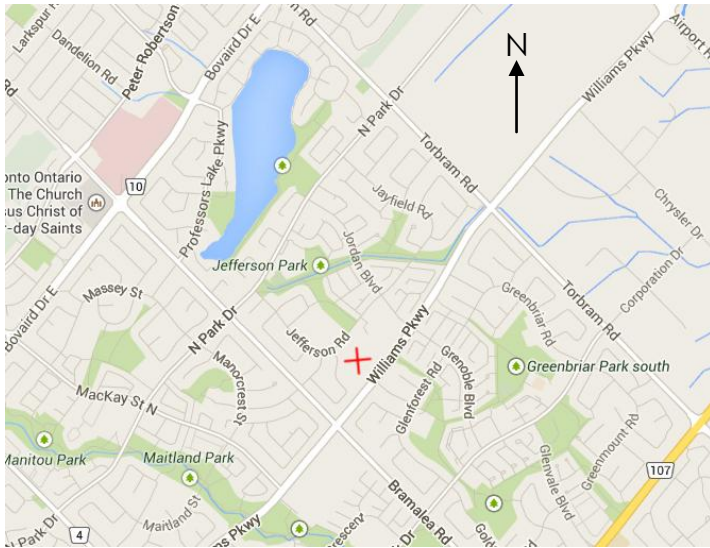 Larkspur R
Dandelion Rd
Peter Robertson
Bovaird Dr E
N
Williams Pkwy
Airport R
Rd
N Park Dr
Torbram Rd
10
onto Ontario
The Church
sus Christ of
r-day Saints
Professors Lake Pkwy
Jayfield Rd
Chrysler Dr
Corporation Dr
Jordan Blvd
Jefferson Park
Massey St
Torbram Rd
Greenbriar Rd
N Park Dr
Jefferson Rd
Williams Pkwy
Bovaird Dr E
Manorcrest St
Grenoble Blvd
Greenbriar Park south
Glenforest Rd
MacKay St N
Greenmount Rd
Manitou Park
Maitland Park
107
Glenvale Blvd
Maitland St
Bramalea Rd
N Park Dr
4
Williams Pkwy
Crescerv
k Dr
Gold